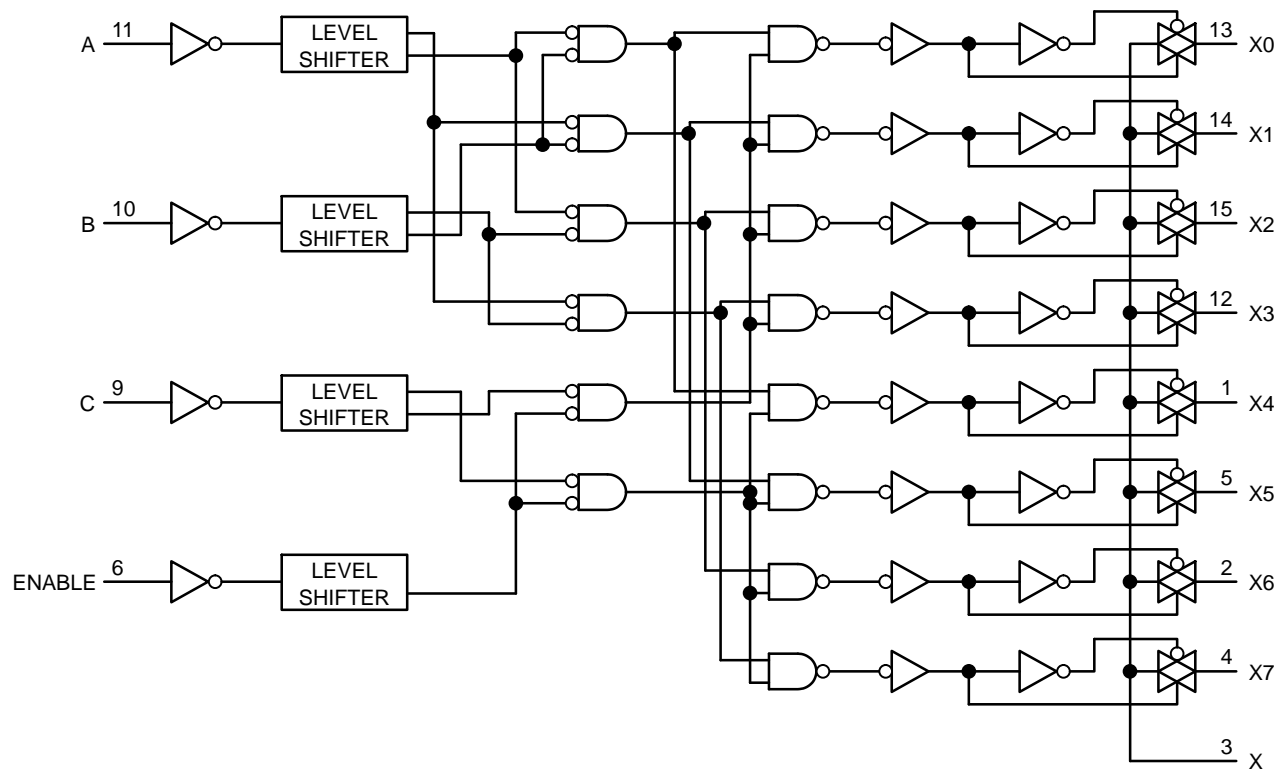 A 11 LEVEL SHIFTER 13 X0
14 X1
B 10 LEVEL SHIFTER 15 X2
12 X3
C 9 LEVEL SHIFTER 1 X4
5 X5
ENABLE 6 LEVEL SHIFTER 2 X6
4 X7
3 X